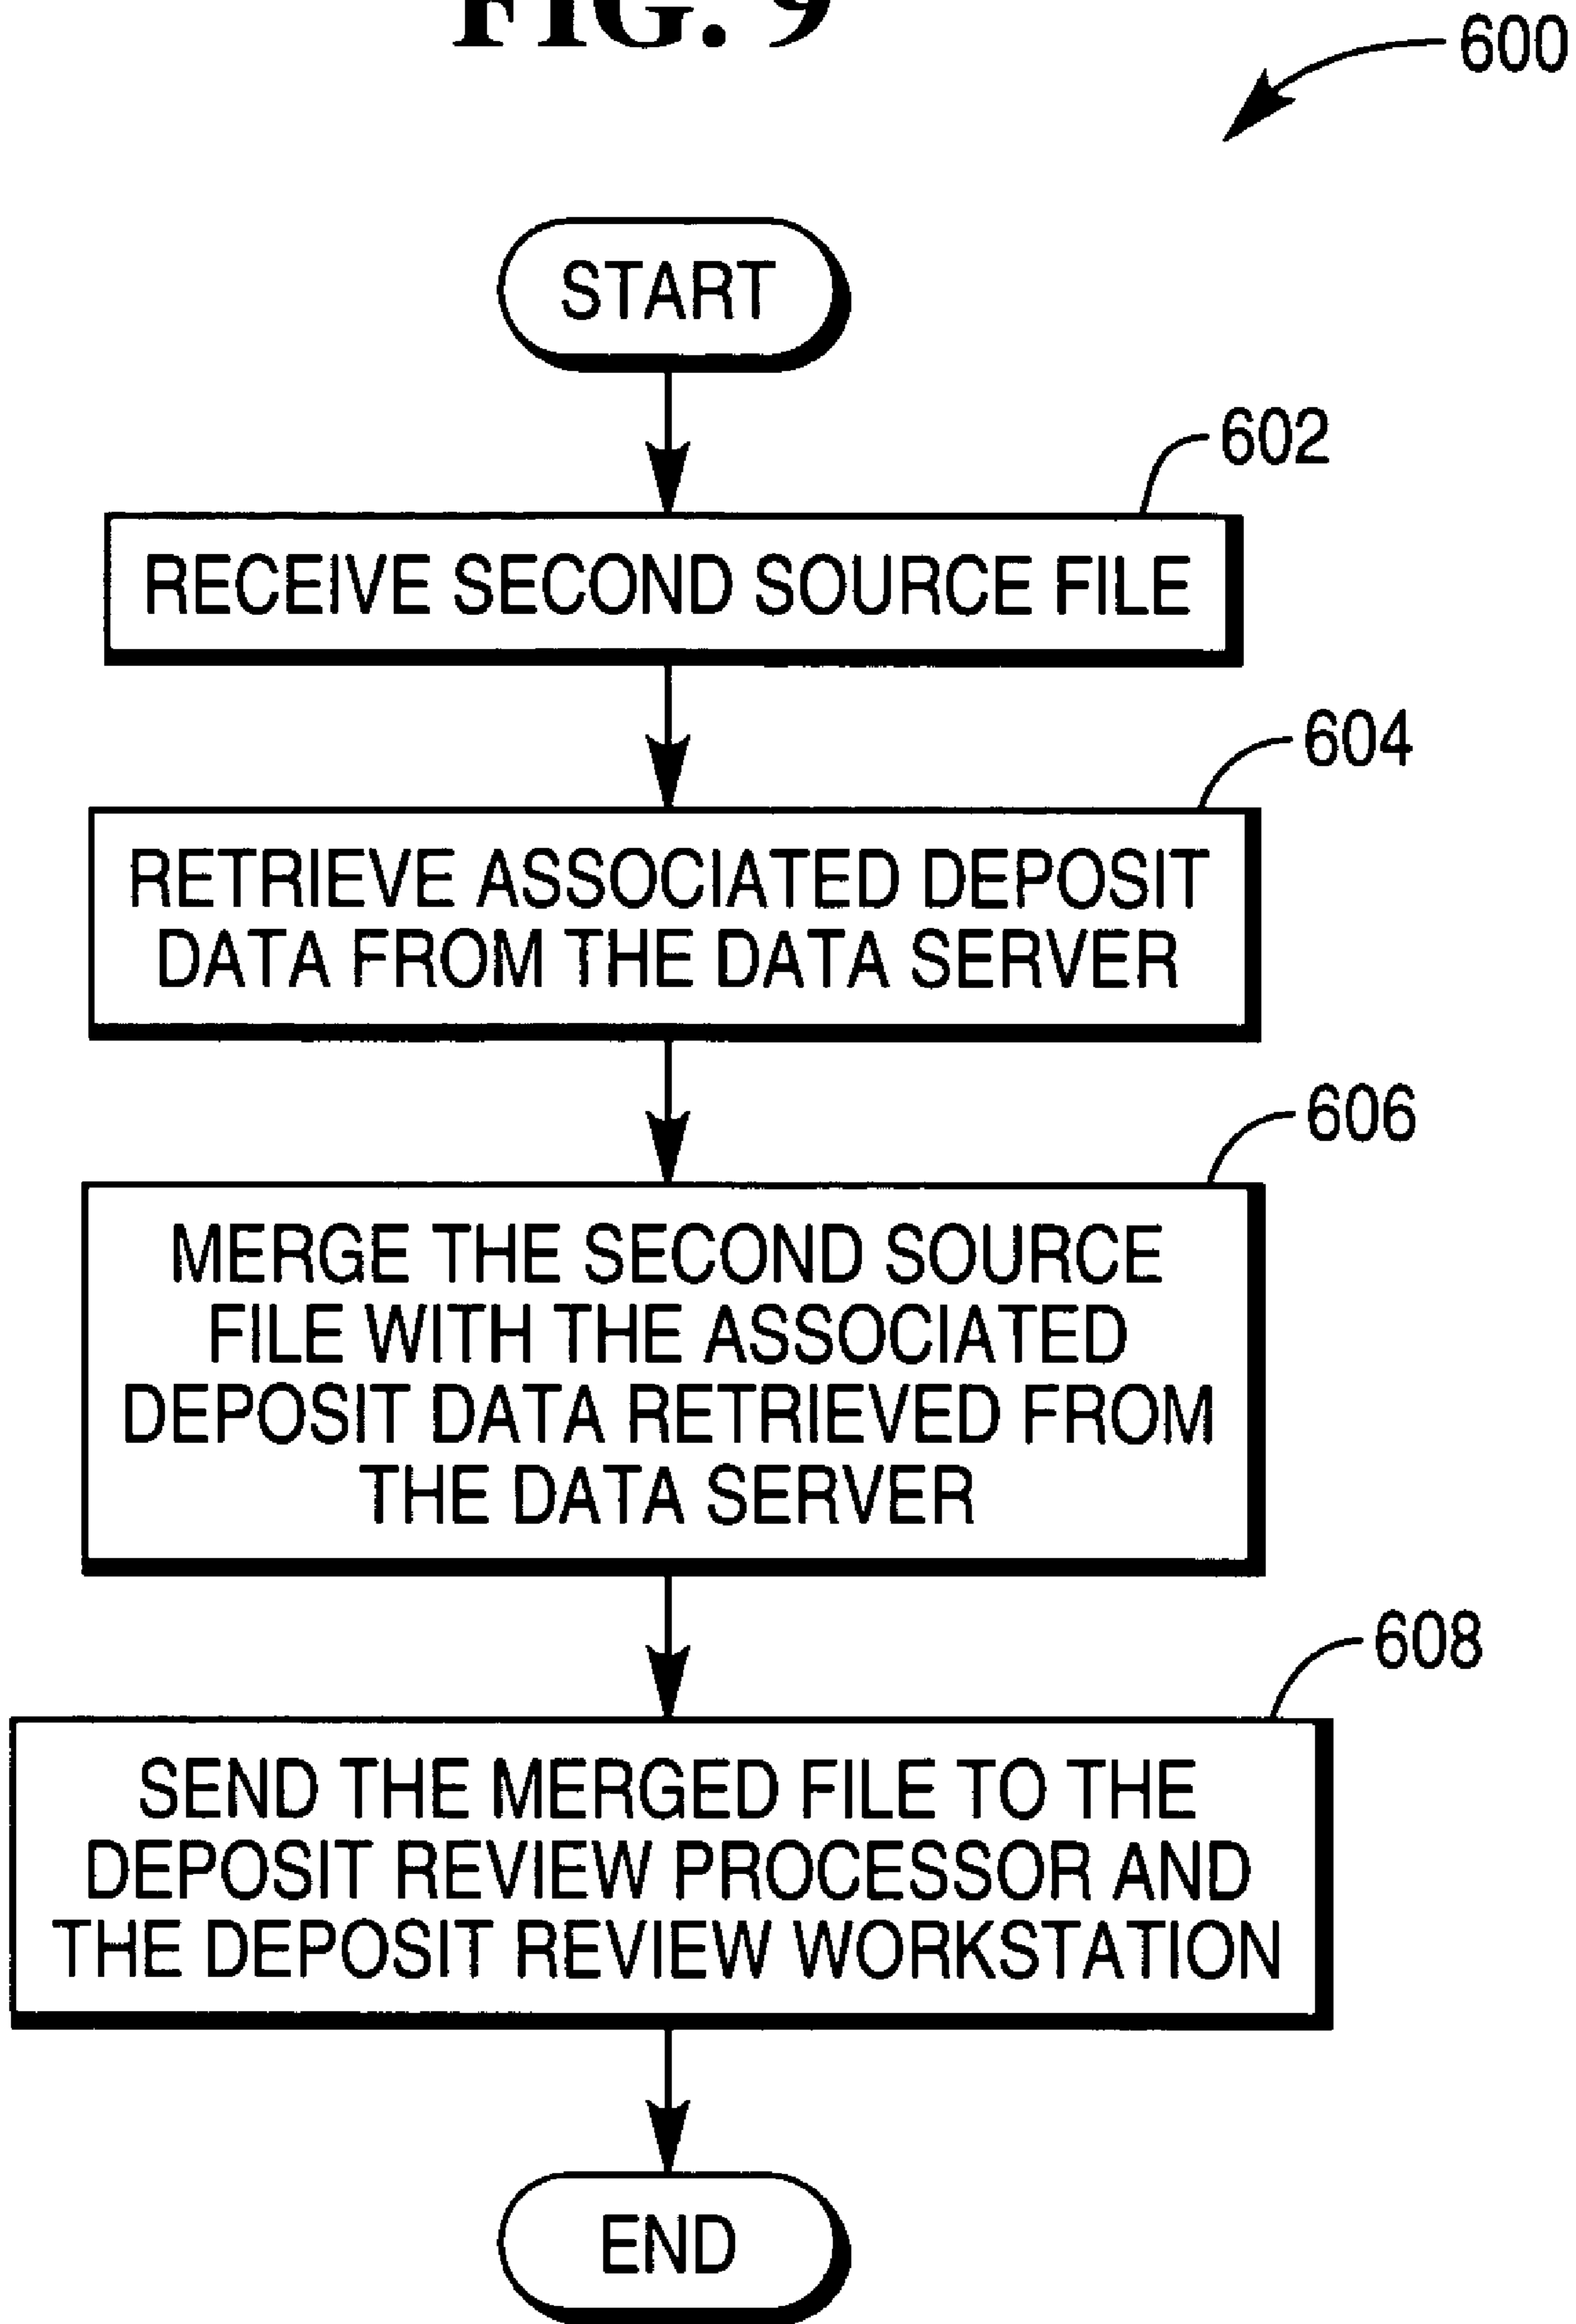 FIG. 9
600
START
602
RECEIVE SECOND SOURCE FILE
604
RETRIEVE ASSOCIATED DEPOSIT
DATA FROM THE DATA SERVER
606
MERGE THE SECOND SOURCE
FILE WITH THE ASSOCIATED
DEPOSIT DATA RETRIEVED FROM
THE DATA SERVER
608
SEND THE MERGED FILE TO THE
DEPOSIT REVIEW PROCESSOR AND
THE DEPOSIT REVIEW WORKSTATION
END